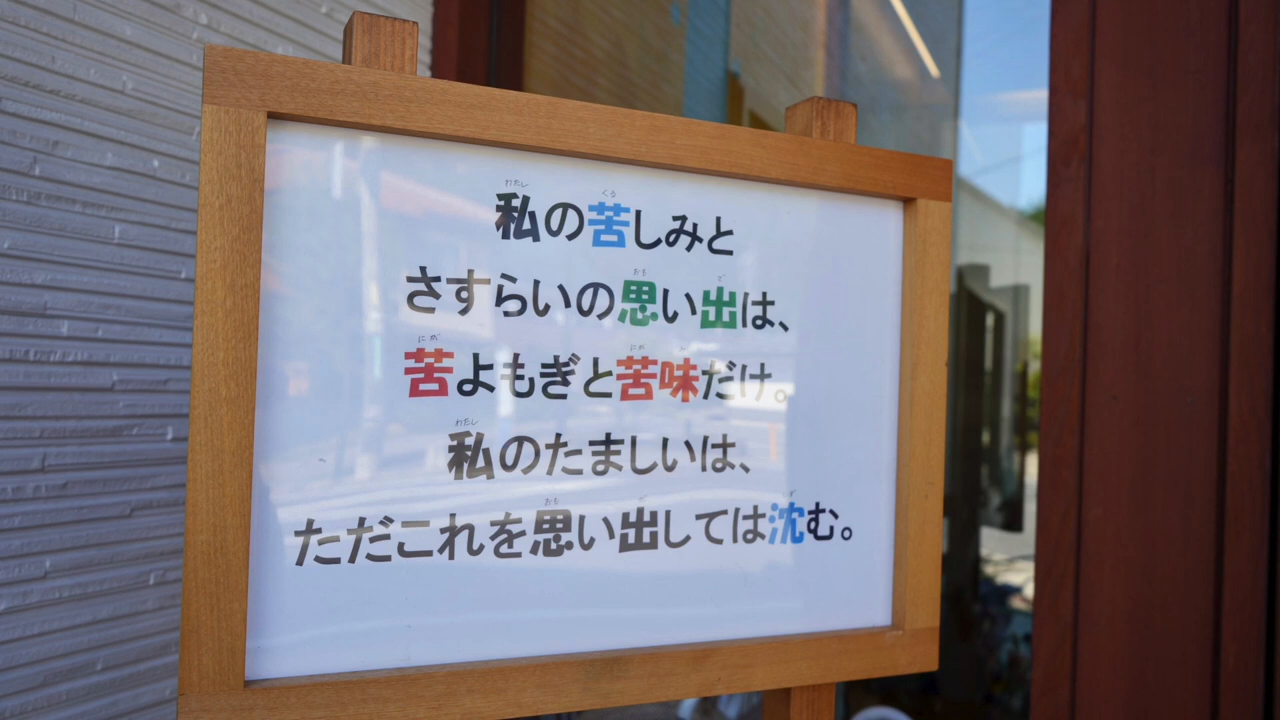 私の苦しみと
さすらいの思い出は、
苦よもぎと苦味だけ。
私のたましいは、
ただこれを思い出しては沈む。